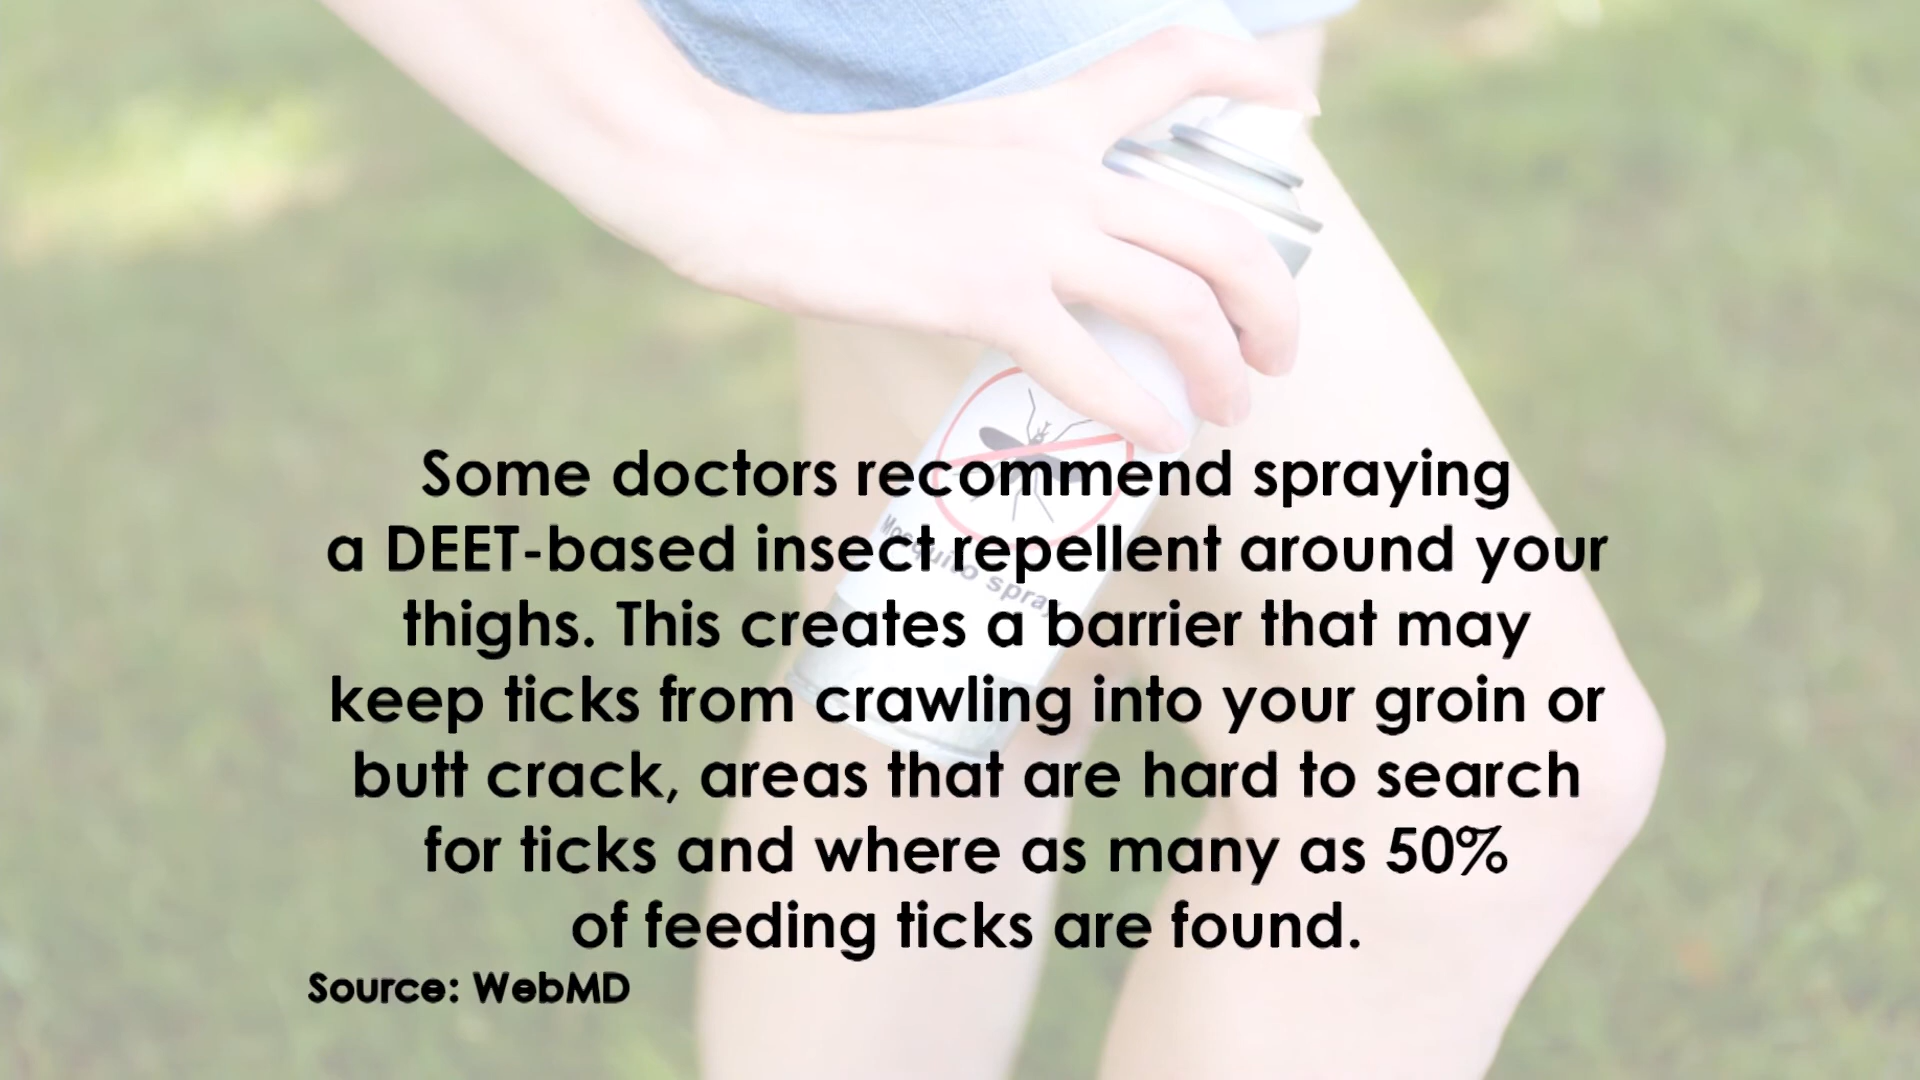 Some doctors recommend spraying
a DEET-based insect repellent around your
thighs. This creates a barrier that may
keep ticks from crawling into your groin or
butt crack, areas that are hard to search
for ticks and where as many as 50%
of feeding ticks are found.
Source: WebMD
Mosquito spray